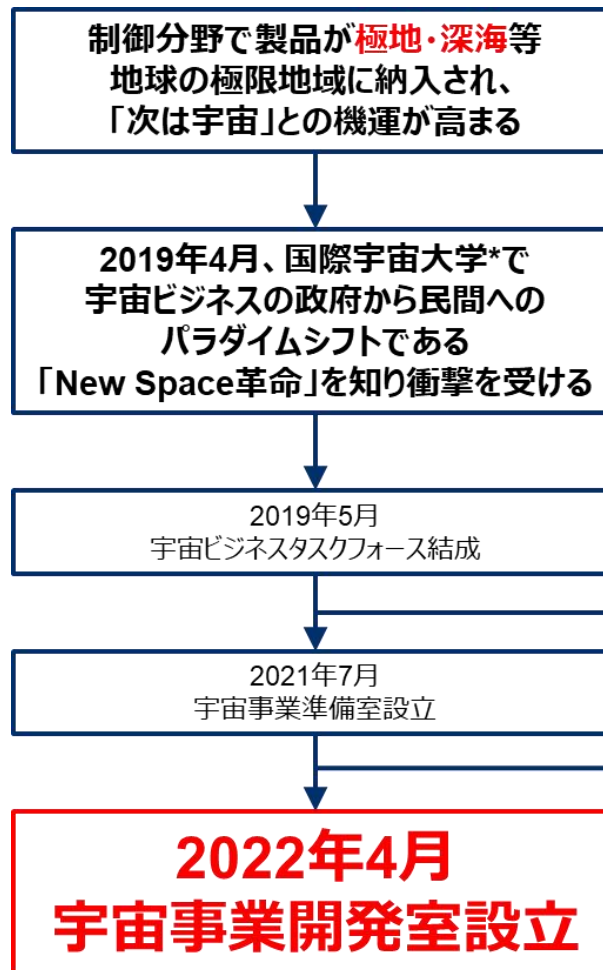 制御分野で製品が極地・深海等
地球の極限地域に納入され、
「次は宇宙」との機運が高まる
2019年4月、国際宇宙大学*で
宇宙ビジネスの政府から民間への
パラダイムシフトである
「New Space革命」を知り衝撃を受ける
2019年5月
宇宙ビジネスタスクフォース結成
2021年7月
宇宙事業準備室設立
2022年4月
宇宙事業開発室設立